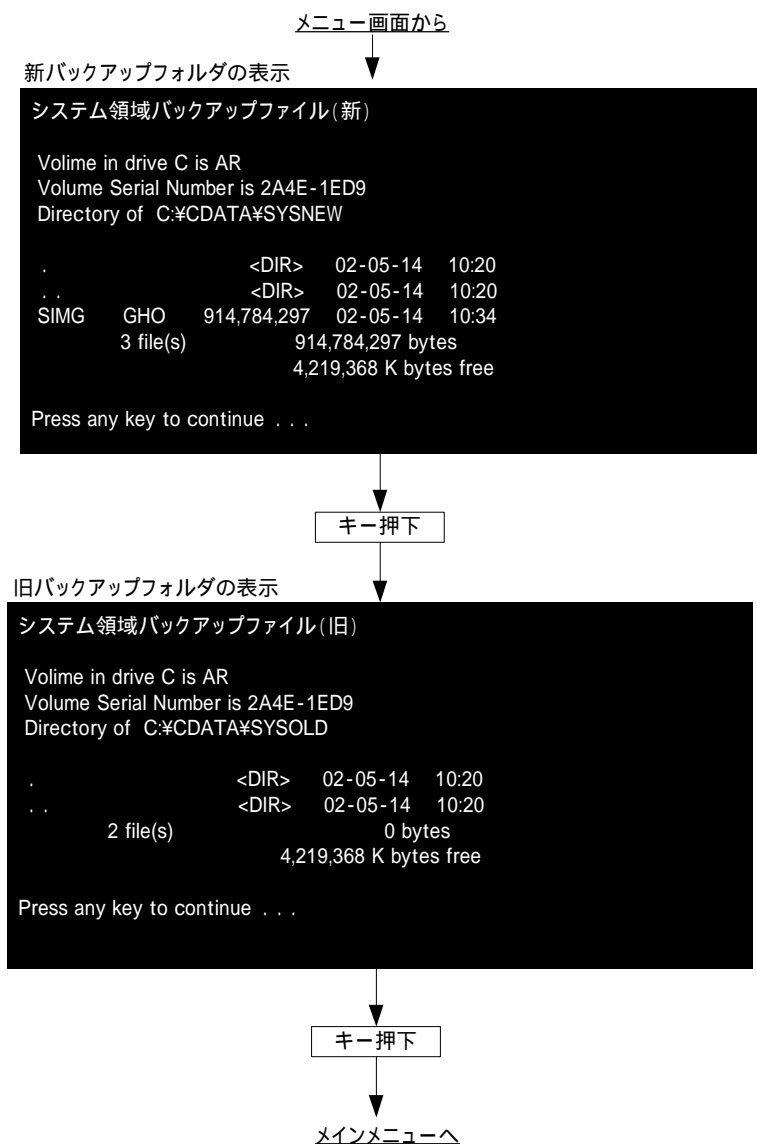 メニュー画面から
新バックアップフォルダの表示
システム領域バックアップファイル(新)
Volime in drive C is AR
Volume Serial Number is 2A4E-1ED9
Directory of C:¥CDATA¥SYSNEW
. <DIR> 02-05-14 10:20
. . <DIR> 02-05-14 10:20
SIMG GHO 914,784,297 02-05-14 10:34
3 file(s) 914,784,297 bytes
4,219,368 K bytes free
Press any key to continue . . .
キー押下
旧バックアップフォルダの表示
システム領域バックアップファイル(旧)
Volime in drive C is AR
Volume Serial Number is 2A4E-1ED9
Directory of C:¥CDATA¥SYSOLD
. <DIR> 02-05-14 10:20
. . <DIR> 02-05-14 10:20
2 file(s) 0 bytes
4,219,368 K bytes free
Press any key to continue . . .
キー押下
メインメニューへ